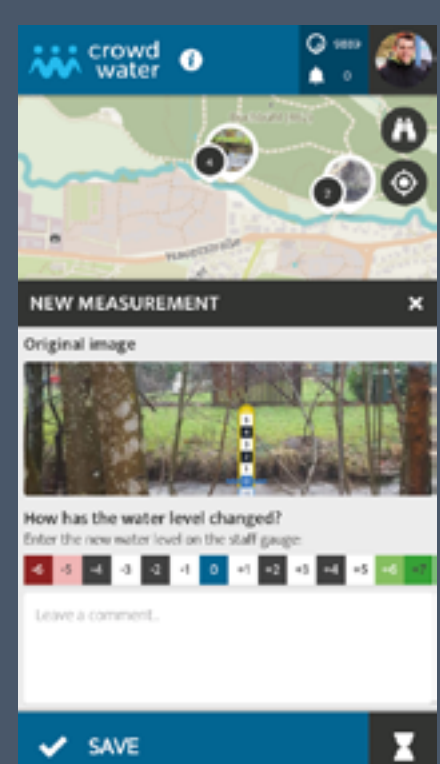 crowd
water
i
0
4
2
NEW MEASUREMENT
×
Original image
How has the water level changed?
Enter the new water level on the staff gauge:
-6 -5 -4 -3 -2 -1 0 +1 +2 +3 +4 +5 +6 +7
Leave a comment..
SAVE